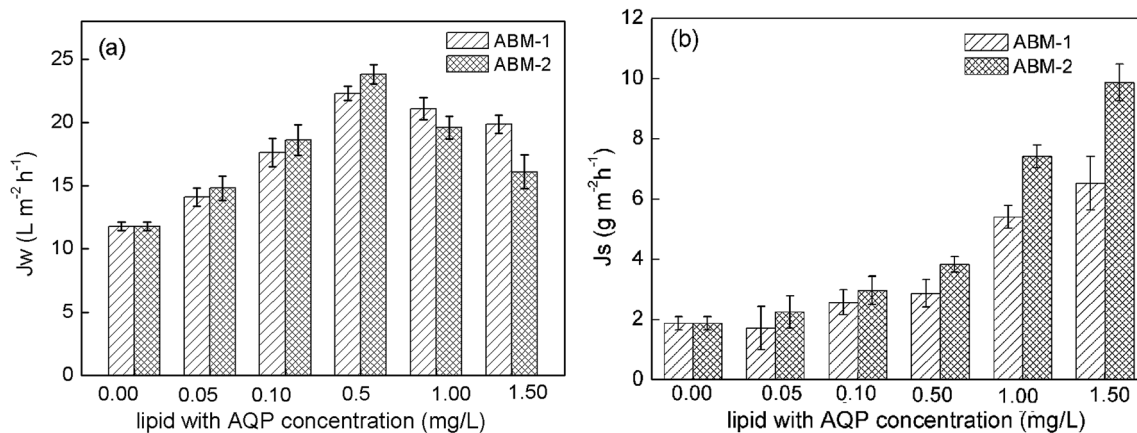 (a)
ABM-1
ABM-2
25
20
15
10
5
0
Jw (L m⁻²h⁻¹)
0.00 0.05 0.10 0.5 1.00 1.50
lipid with AQP concentration (mg/L)
(b)
ABM-1
ABM-2
12
10
8
6
4
2
0
Js (g m⁻²h⁻¹)
0.00 0.05 0.10 0.50 1.00 1.50
lipid with AQP concentration (mg/L)